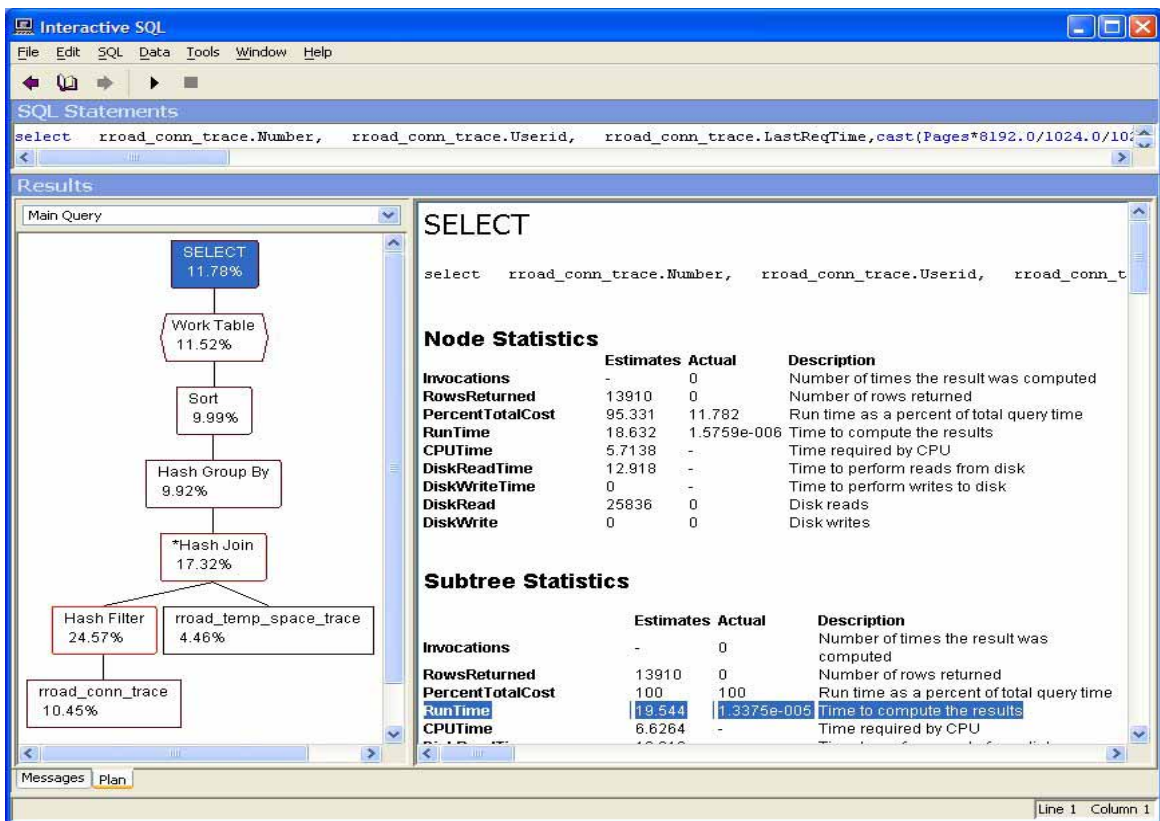 Interactive SQL
File Edit SQL Data Tools Window Help
SQL Statements
select rroad_conn_trace.Number, rroad_conn_trace.Userid, rroad_conn_trace.LastReqTime,cast(Pages*8192.0/1024.0/102
Results
Main Query
SELECT
11.78%
Work Table
11.52%
Sort
9.99%
Hash Group By
9.92%
*Hash Join
17.32%
Hash Filter
24.57%
rroad_temp_space_trace
4.46%
rroad_conn_trace
10.45%
SELECT
select rroad_conn_trace.Number, rroad_conn_trace.Userid, rroad_conn_t
Node Statistics
Estimates Actual Description
Invocations - 0 Number of times the result was computed
RowsReturned 13910 0 Number of rows returned
PercentTotalCost 95.331 11.782 Run time as a percent of total query time
RunTime 18.632 1.5759e-006 Time to compute the results
CPUTime 5.7138 - Time required by CPU
DiskReadTime 12.918 - Time to perform reads from disk
DiskWriteTime 0 - Time to perform writes to disk
DiskRead 25836 0 Disk reads
DiskWrite 0 0 Disk writes
Subtree Statistics
Estimates Actual Description
Invocations - 0 Number of times the result was computed
RowsReturned 13910 0 Number of rows returned
PercentTotalCost 100 100 Run time as a percent of total query time
RunTime 19.544 1.3375e-005 Time to compute the results
CPUTime 6.6264 - Time required by CPU
Messages Plan
Line 1 Column 1